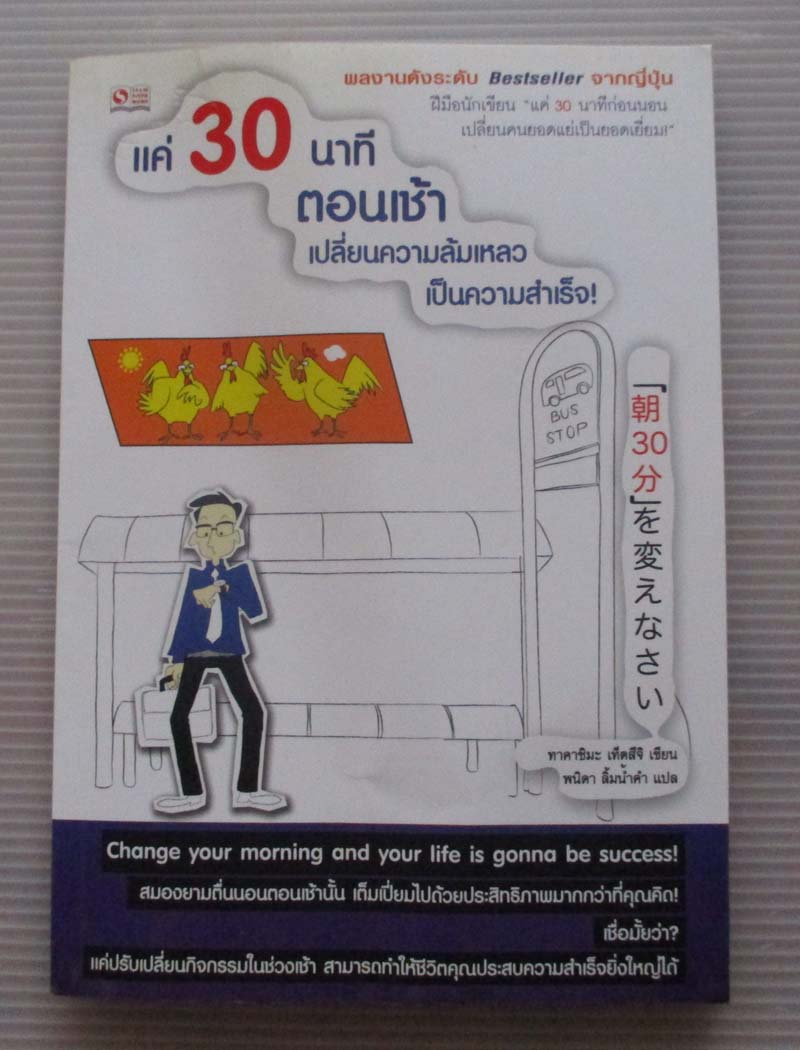 ผลงานดังระดับ Bestseller จากญี่ปุ่น
ฝีมือนักเขียน "แค่ 30 นาทีก่อนนอน
เปลี่ยนคนยอดแย่เป็นยอดเยี่ยม!"
แค่ 30 นาที
ตอนเช้า
เปลี่ยนความล้มเหลว
เป็นความสำเร็จ!
BUS
STOP
「朝30分」を変えなさい
ทาคาชิมะ เท็ตสึจิ เขียน
พนิดา ลิ้มน้ำคำ แปล
Change your morning and your life is gonna be success!
สมองยามตื่นนอนตอนเช้านั้น เต็มเปี่ยมไปด้วยประสิทธิภาพมากกว่าที่คุณคิด!
เชื่อมั้ยว่า?
แค่ปรับเปลี่ยนกิจกรรมในช่วงเช้า สามารถทำให้ชีวิตคุณประสบความสำเร็จยิ่งใหญ่ได้